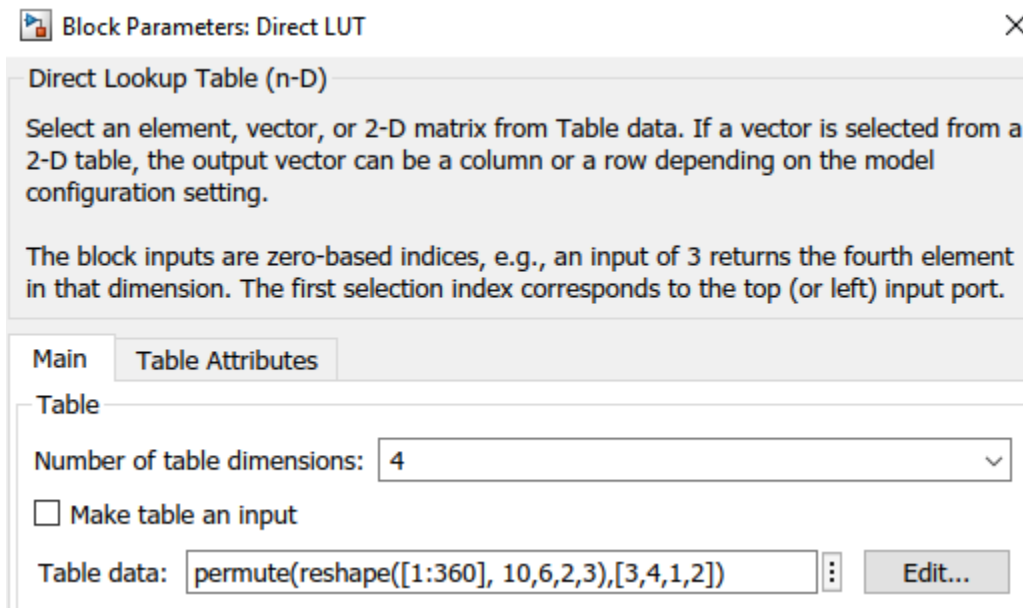 Block Parameters: Direct LUT
Direct Lookup Table (n-D)
Select an element, vector, or 2-D matrix from Table data. If a vector is selected from a
2-D table, the output vector can be a column or a row depending on the model
configuration setting.
The block inputs are zero-based indices, e.g., an input of 3 returns the fourth element
in that dimension. The first selection index corresponds to the top (or left) input port.
Main Table Attributes
Table
Number of table dimensions: 4
Make table an input
Table data: permute(reshape([1:360], 10,6,2,3),[3,4,1,2]) Edit...